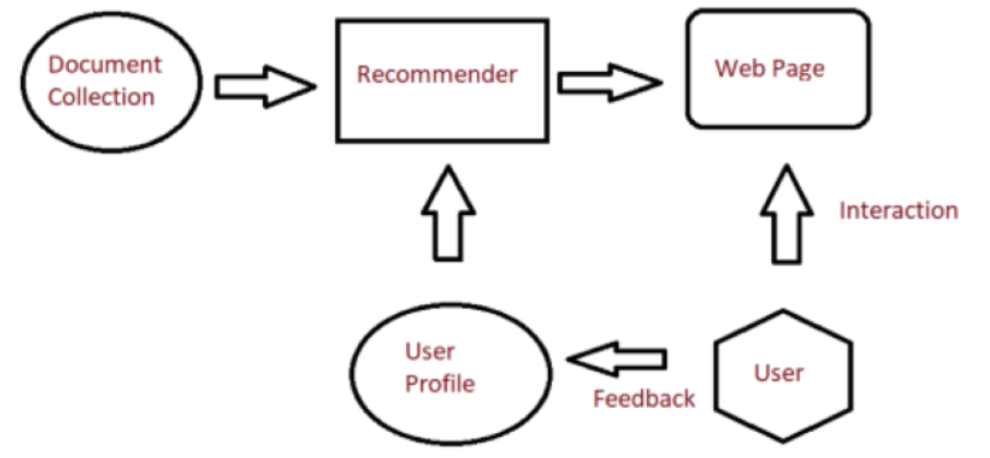 Document
Collection
Recommender
Web Page
Interaction
User
Profile
Feedback
User